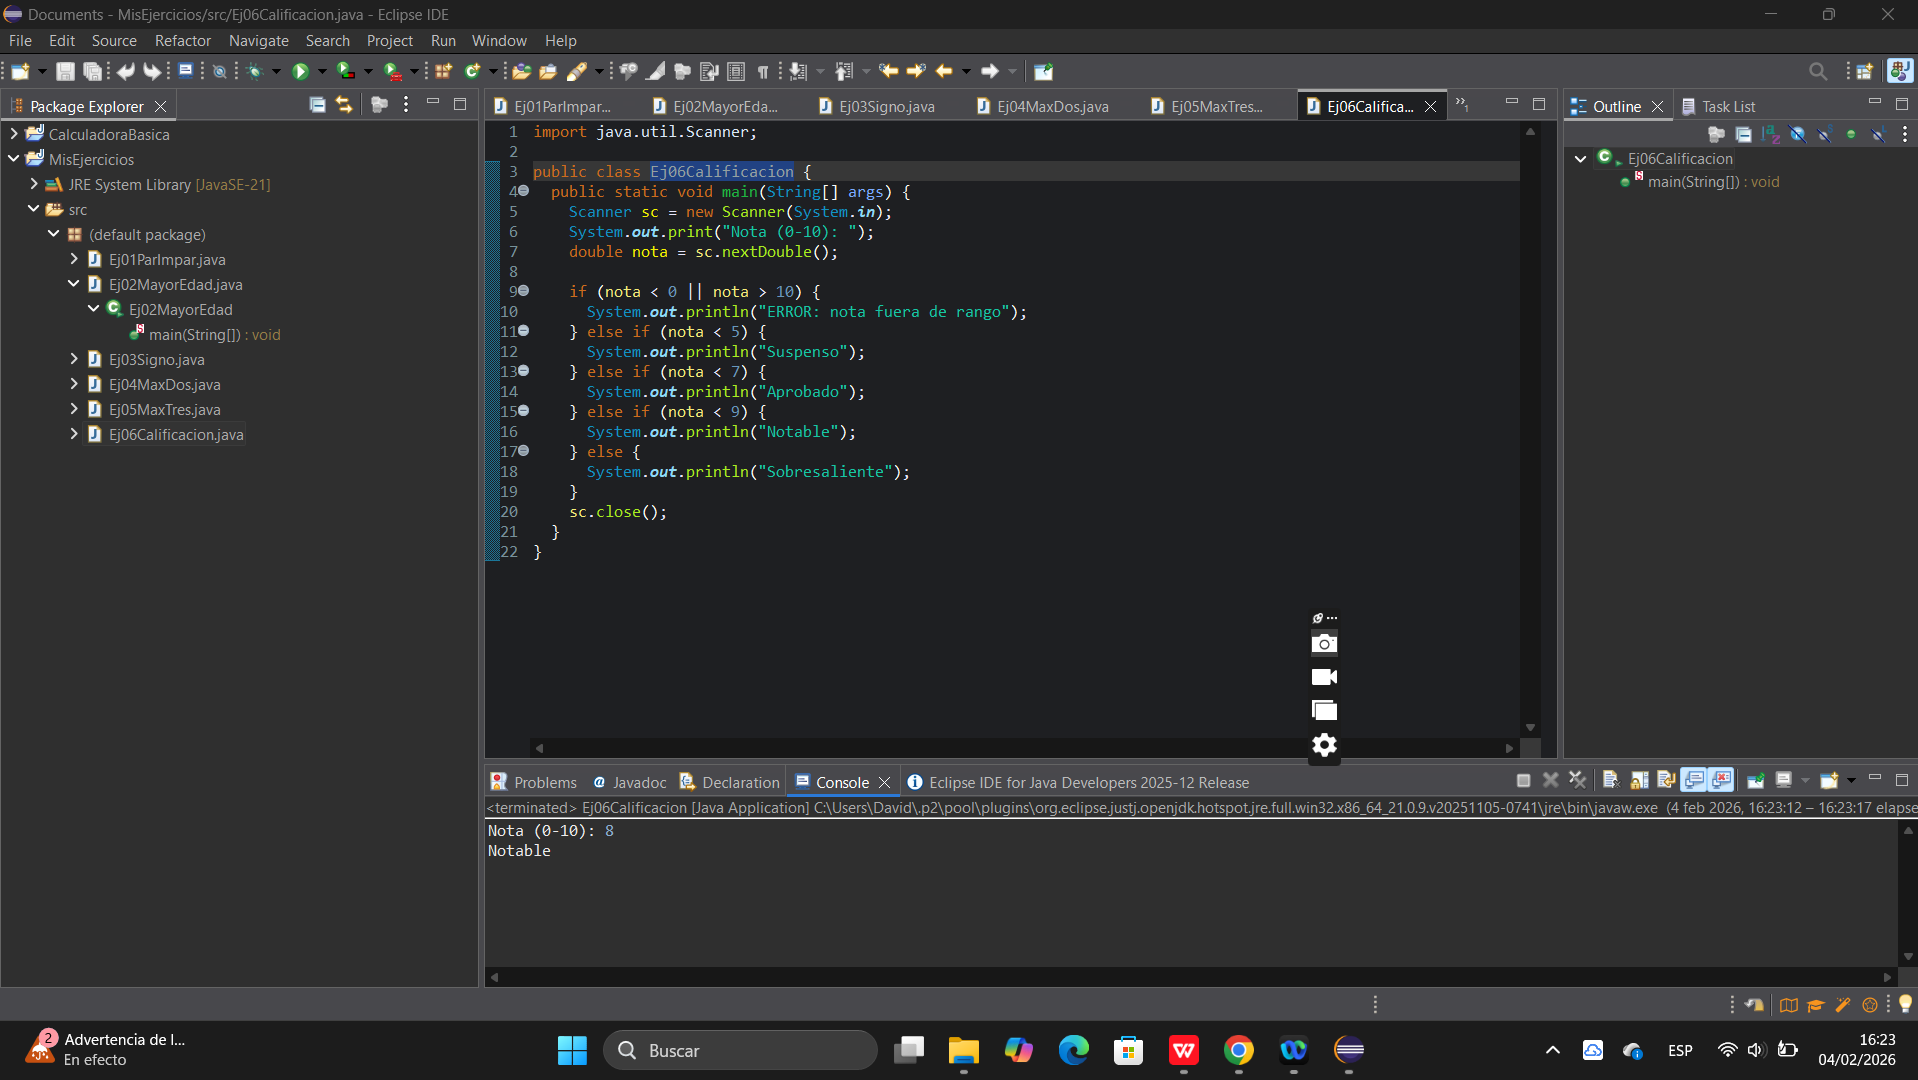 Documents - MisEjercicios/src/Ej06Calificacion.java - Eclipse IDE
File Edit Source Refactor Navigate Search Project Run Window Help
Package Explorer
CalculadoraBasica
MisEjercicios
JRE System Library [JavaSE-21]
src
(default package)
Ej01ParImpar.java
Ej02MayorEdad.java
Ej02MayorEdad
main(String[]) : void
Ej03Signo.java
Ej04MaxDos.java
Ej05MaxTres.java
Ej06Calificacion.java
Ej01ParImpar... Ej02MayorEda... Ej03Signo.java Ej04MaxDos.java Ej05MaxTres... Ej06Califica... »1
1 import java.util.Scanner;
2
3 public class Ej06Calificacion {
4 public static void main(String[] args) {
5 Scanner sc = new Scanner(System.in);
6 System.out.print("Nota (0-10): ");
7 double nota = sc.nextDouble();
8
9 if (nota < 0 || nota > 10) {
10 System.out.println("ERROR: nota fuera de rango");
11 } else if (nota < 5) {
12 System.out.println("Suspenso");
13 } else if (nota < 7) {
14 System.out.println("Aprobado");
15 } else if (nota < 9) {
16 System.out.println("Notable");
17 } else {
18 System.out.println("Sobresaliente");
19 }
20 sc.close();
21 }
22 }
Outline Task List
Ej06Calificacion
main(String[]) : void
Problems Javadoc Declaration Console Eclipse IDE for Java Developers 2025-12 Release
<terminated> Ej06Calificacion [Java Application] C:\Users\David\.p2\pool\plugins\org.eclipse.justj.openjdk.hotspot.jre.full.win32.x86_64_21.0.9.v20251105-0741\jre\bin\javaw.exe (4 feb 2026, 16:23:12 – 16:23:17 elapse
Nota (0-10): 8
Notable
2
Advertencia de l...
En efecto
Buscar
ESP
16:23
04/02/2026